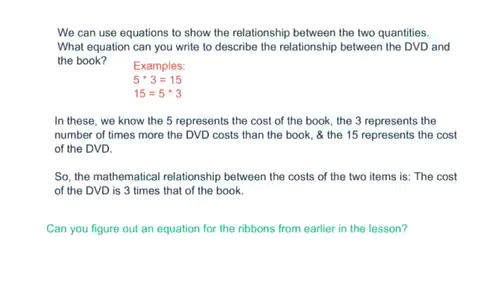 We can use equations to show the relationship between the two quantities.
What equation can you write to describe the relationship between the DVD and
the book?
Examples:
5 * 3 = 15
15 = 5 * 3
In these, we know the 5 represents the cost of the book, the 3 represents the
number of times more the DVD costs than the book, & the 15 represents the cost
of the DVD.
So, the mathematical relationship between the costs of the two items is: The cost
of the DVD is 3 times that of the book.
Can you figure out an equation for the ribbons from earlier in the lesson?